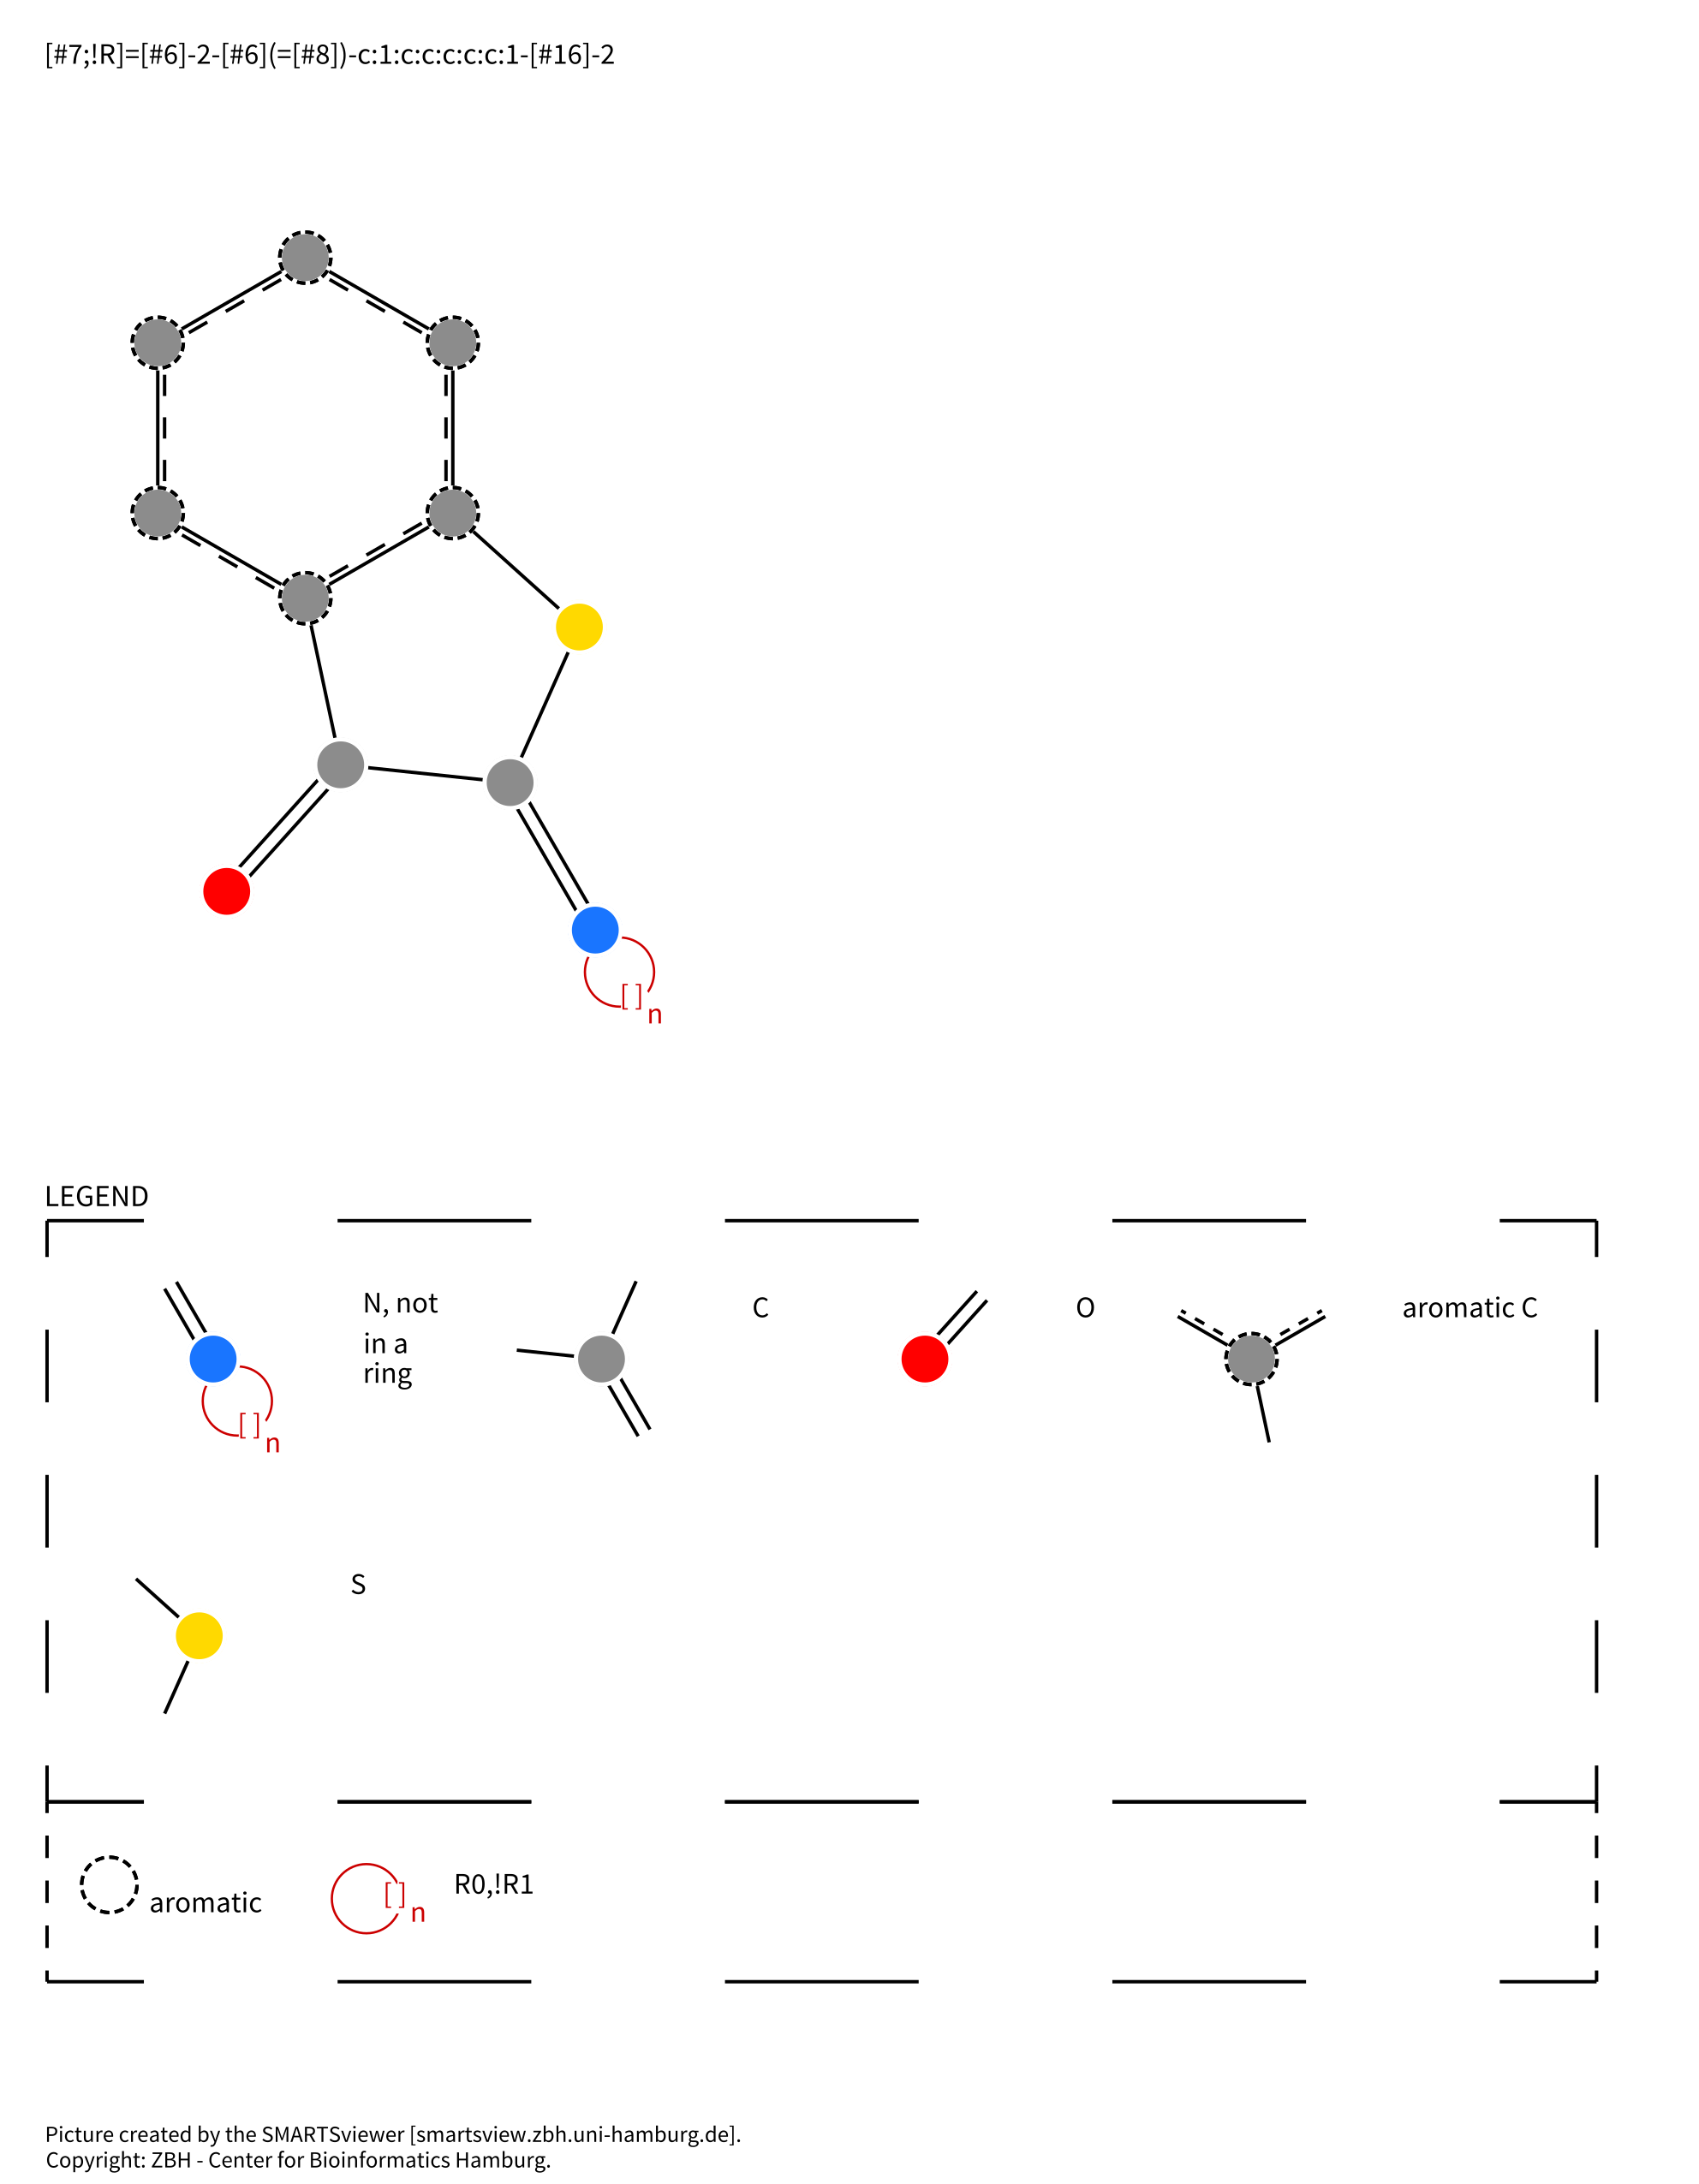 [#7;!R]=[#6]-2-[#6](=[#8])-c:1:c:c:c:c:c:1-[#16]-2
[ ]n
LEGEND
N, not
in a
ring
[ ]n
C
O
aromatic C
S
aromatic
[ ]n
R0,!R1
Picture created by the SMARTSviewer [smartsview.zbh.uni-hamburg.de].
Copyright: ZBH - Center for Bioinformatics Hamburg.